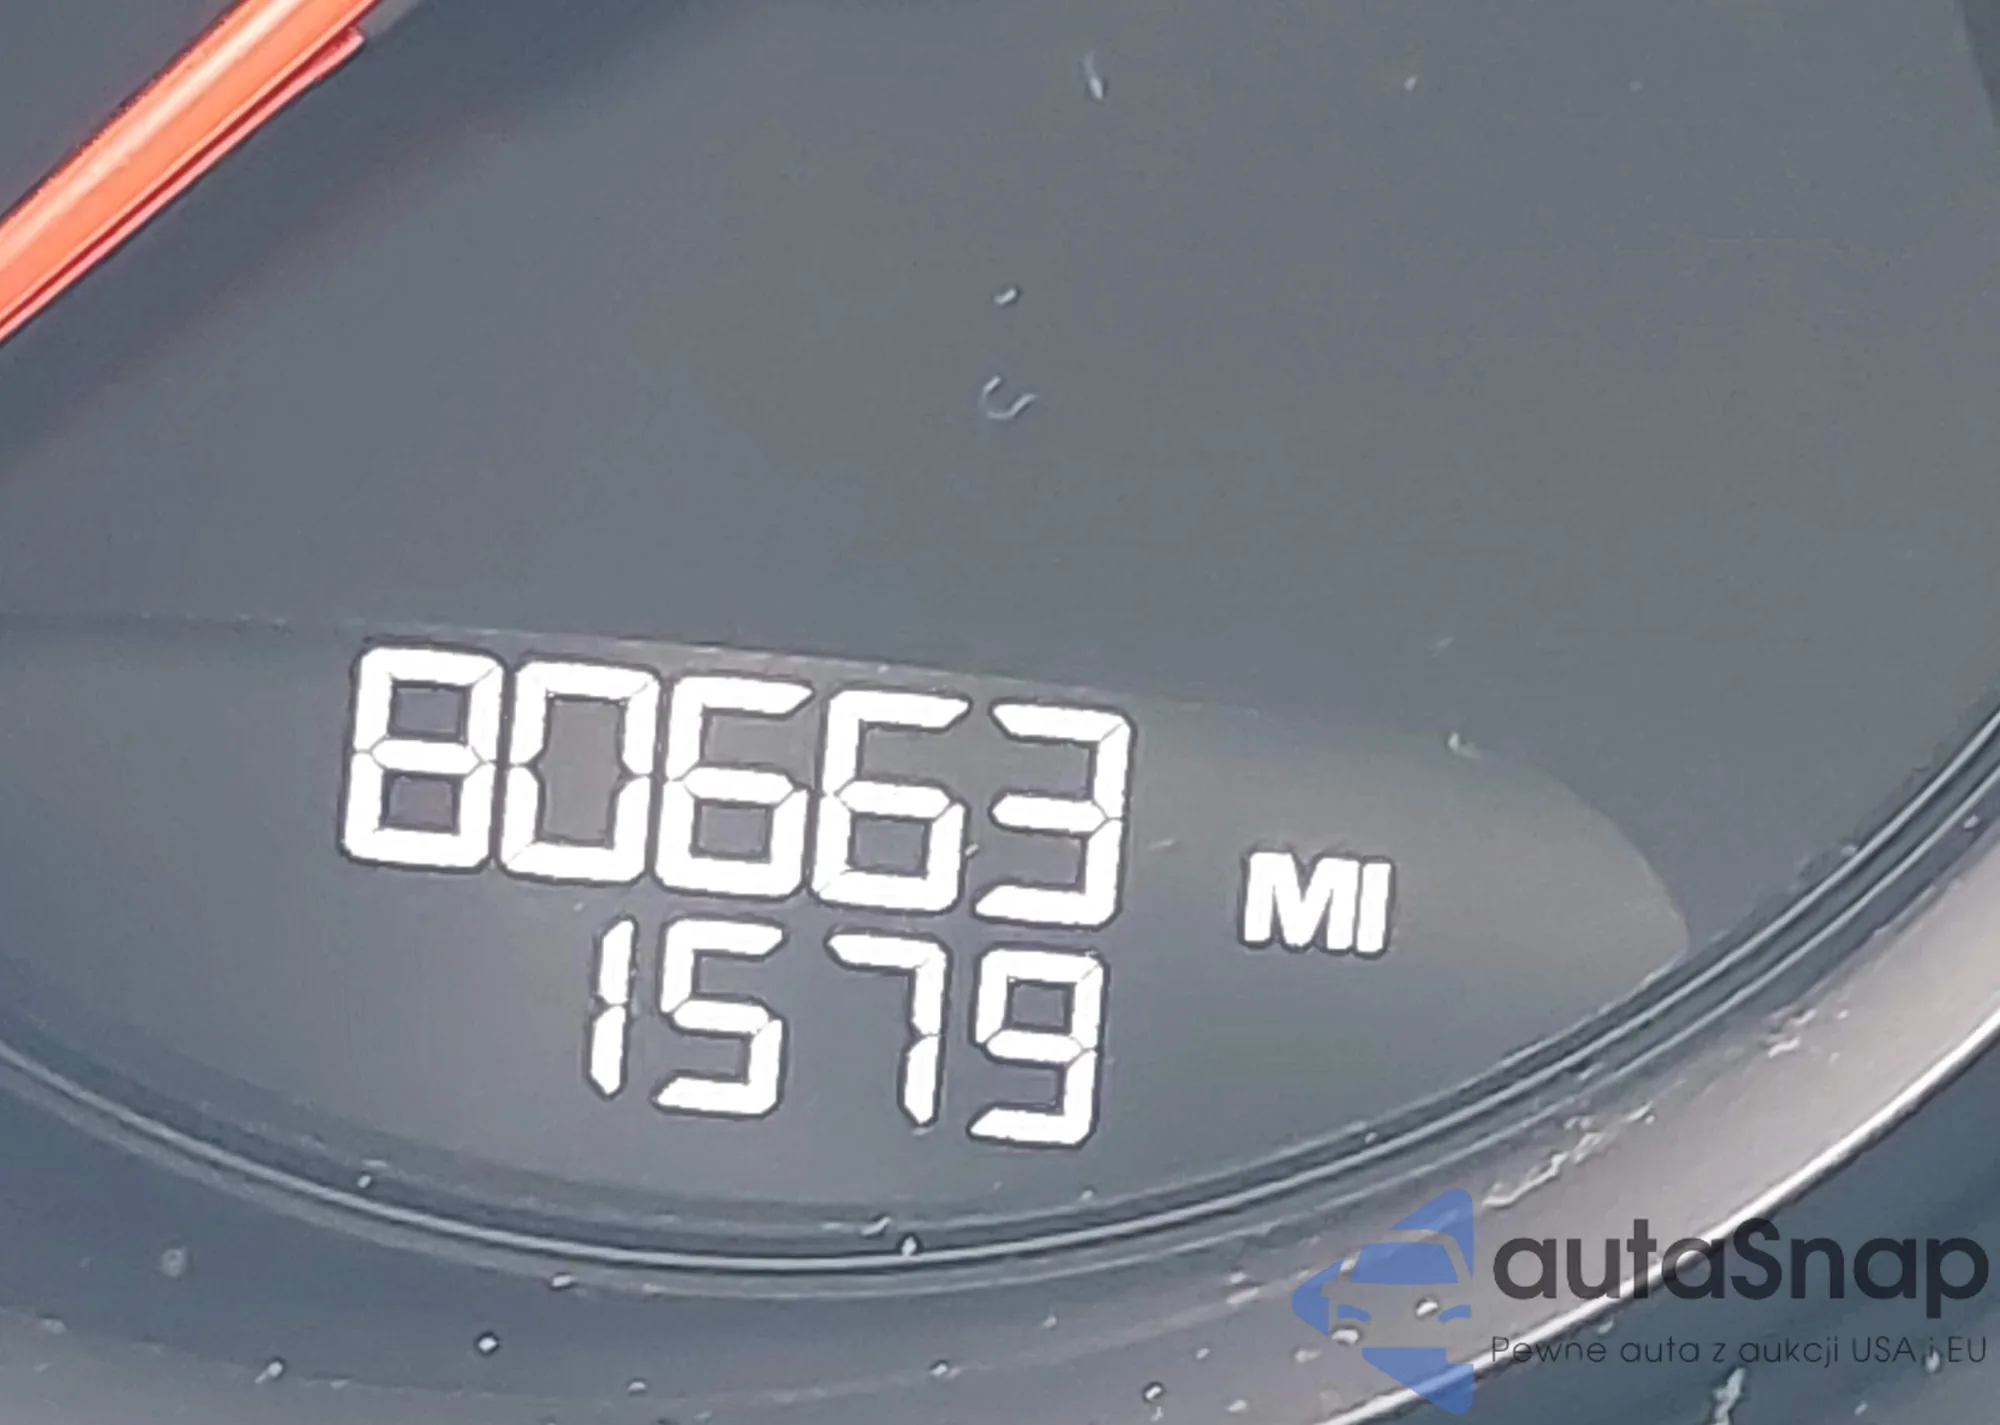 80663 MI
1579
autaSnap
Pewne auta z aukcji USA i EU